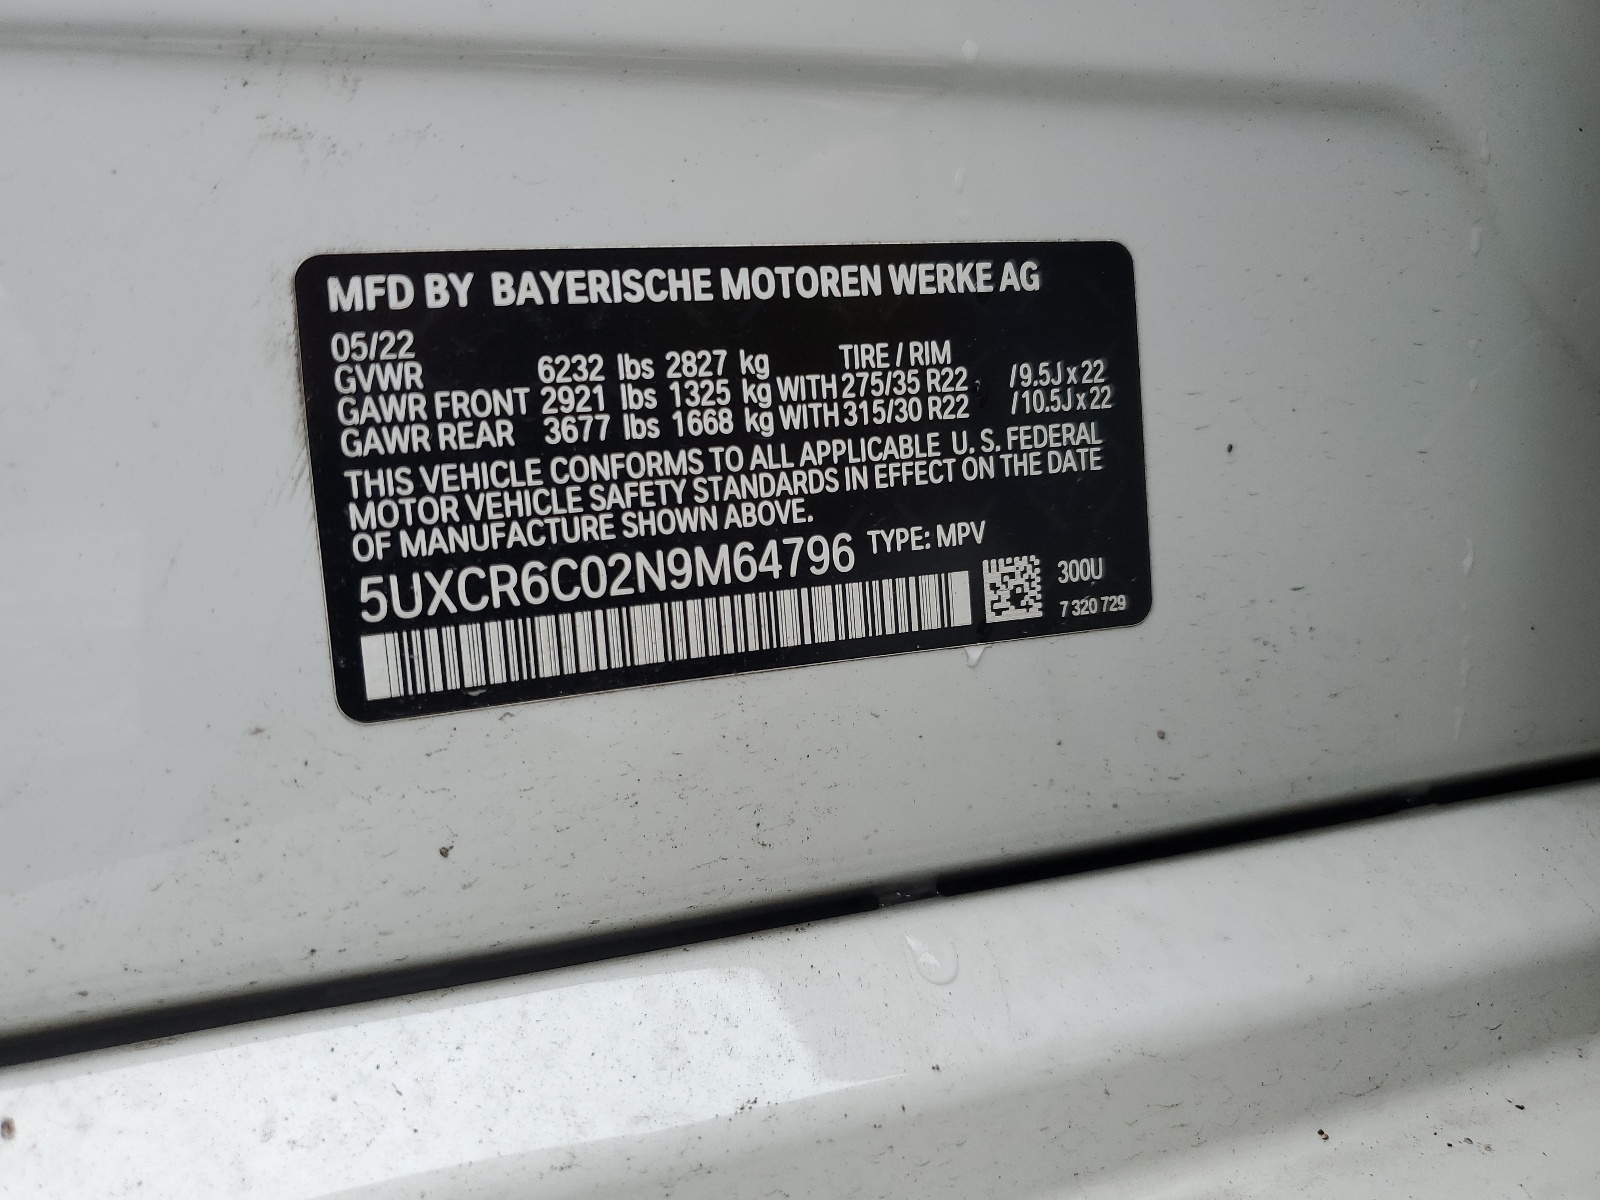 MFD BY BAYERISCHE MOTOREN WERKE AG
05/22
TIRE / RIM
GVWR 6232 lbs 2827 kg
GAWR FRONT 2921 lbs 1325 kg WITH 275/35 R22 /9.5J x 22
GAWR REAR 3677 lbs 1668 kg WITH 315/30 R22 /10.5J x 22
THIS VEHICLE CONFORMS TO ALL APPLICABLE U. S. FEDERAL
MOTOR VEHICLE SAFETY STANDARDS IN EFFECT ON THE DATE
OF MANUFACTURE SHOWN ABOVE.
5UXCR6C02N9M64796 TYPE: MPV
300U
7 320 729